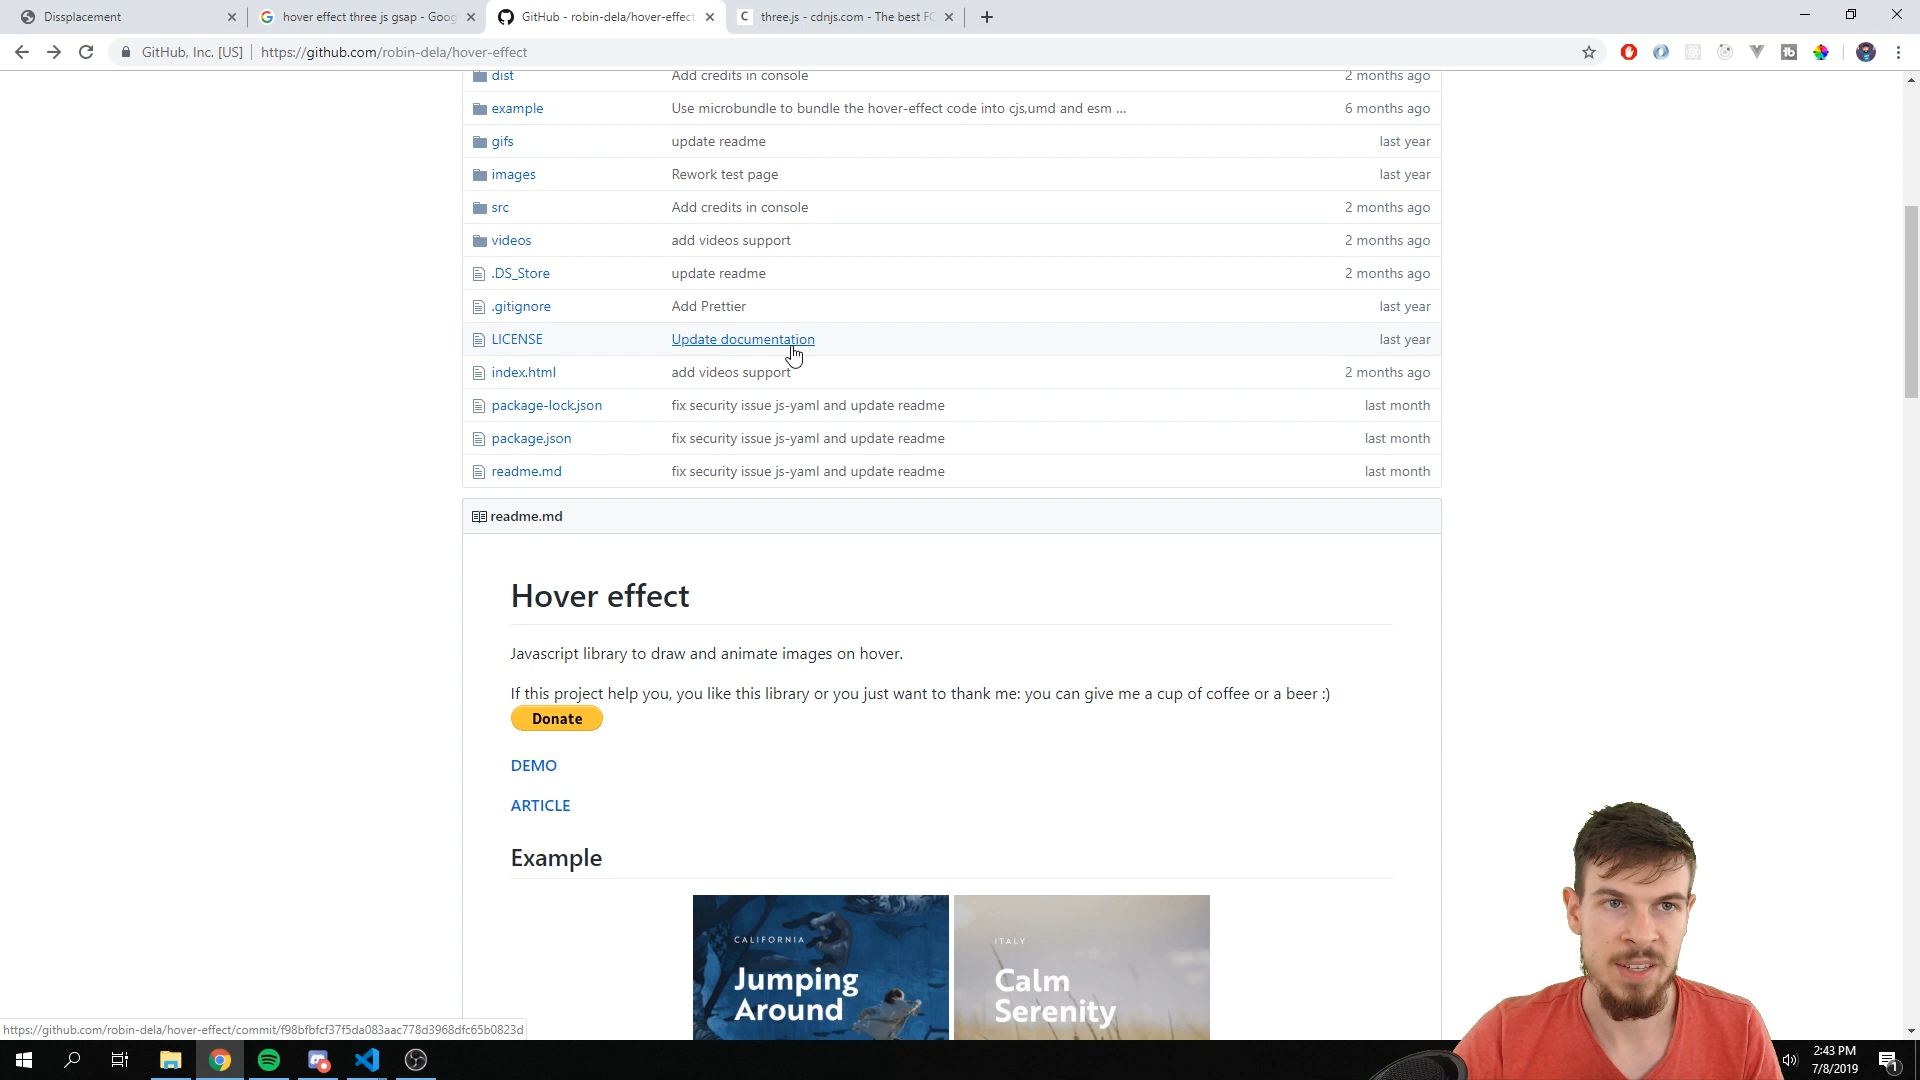 Dissplacement
hover effect three js gsap - Goog
GitHub - robin-dela/hover-effect:
three.js - cdnjs.com - The best FO
GitHub, Inc. [US] | https://github.com/robin-dela/hover-effect
dist Add credits in console 2 months ago
example Use microbundle to bundle the hover-effect code into cjs,umd and esm ... 6 months ago
gifs update readme last year
images Rework test page last year
src Add credits in console 2 months ago
videos add videos support 2 months ago
.DS_Store update readme 2 months ago
.gitignore Add Prettier last year
LICENSE Update documentation last year
index.html add videos support 2 months ago
package-lock.json fix security issue js-yaml and update readme last month
package.json fix security issue js-yaml and update readme last month
readme.md fix security issue js-yaml and update readme last month
readme.md
Hover effect
Javascript library to draw and animate images on hover.
If this project help you, you like this library or you just want to thank me: you can give me a cup of coffee or a beer :)
Donate
DEMO
ARTICLE
Example
CALIFORNIA
Jumping
Around
ITALY
Calm
Serenity
https://github.com/robin-dela/hover-effect/commit/f98bfbfcf37f5da083aac778d3968dfc65b0823d
2:43 PM
7/8/2019
1